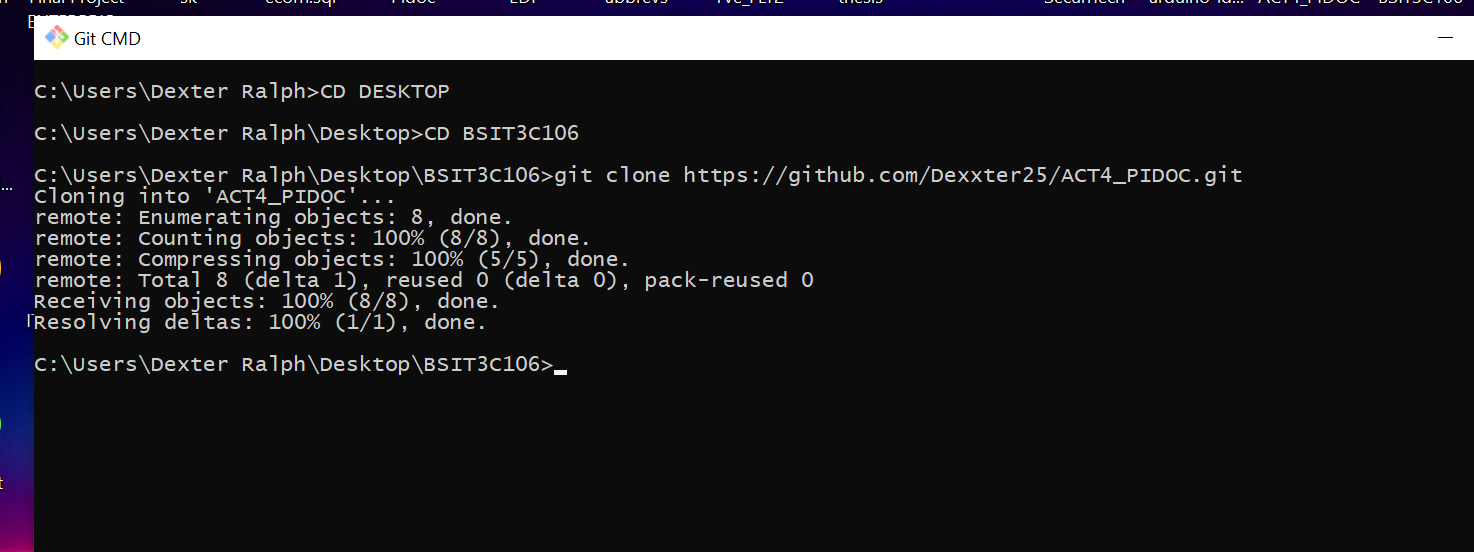 Final Project sk ecom.sql Pidoc EDP abbrevs thesis Secumtech arduino-id... ACT4_PIDOC BSIT3C106
Git CMD
C:\Users\Dexter Ralph>CD DESKTOP
C:\Users\Dexter Ralph\Desktop>CD BSIT3C106
C:\Users\Dexter Ralph\Desktop\BSIT3C106>git clone https://github.com/Dexxter25/ACT4_PIDOC.git
Cloning into 'ACT4_PIDOC'...
remote: Enumerating objects: 8, done.
remote: Counting objects: 100% (8/8), done.
remote: Compressing objects: 100% (5/5), done.
remote: Total 8 (delta 1), reused 0 (delta 0), pack-reused 0
Receiving objects: 100% (8/8), done.
Resolving deltas: 100% (1/1), done.
C:\Users\Dexter Ralph\Desktop\BSIT3C106>